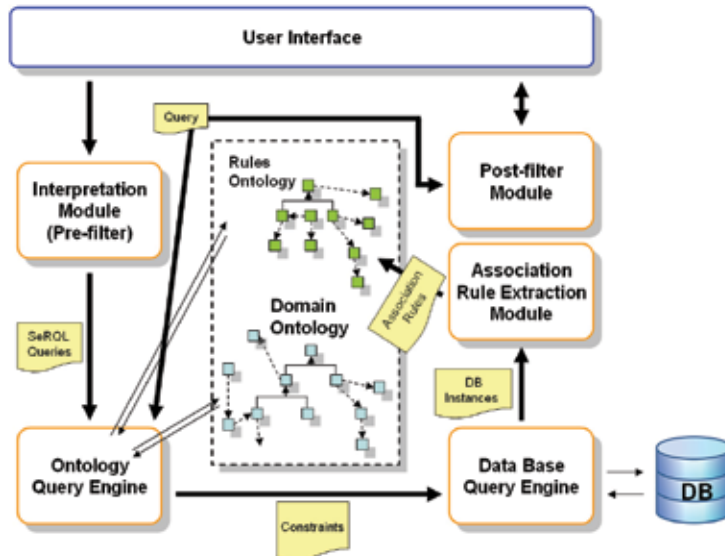 User Interface
Query
Rules
Ontology
Interpretation
Module
(Pre-filter)
Post-filter
Module
Association
Rule Extraction
Module
Association
Rules
Domain
Ontology
SeRQL
Queries
DB
Instances
Ontology
Query Engine
Data Base
Query Engine
DB
Constraints